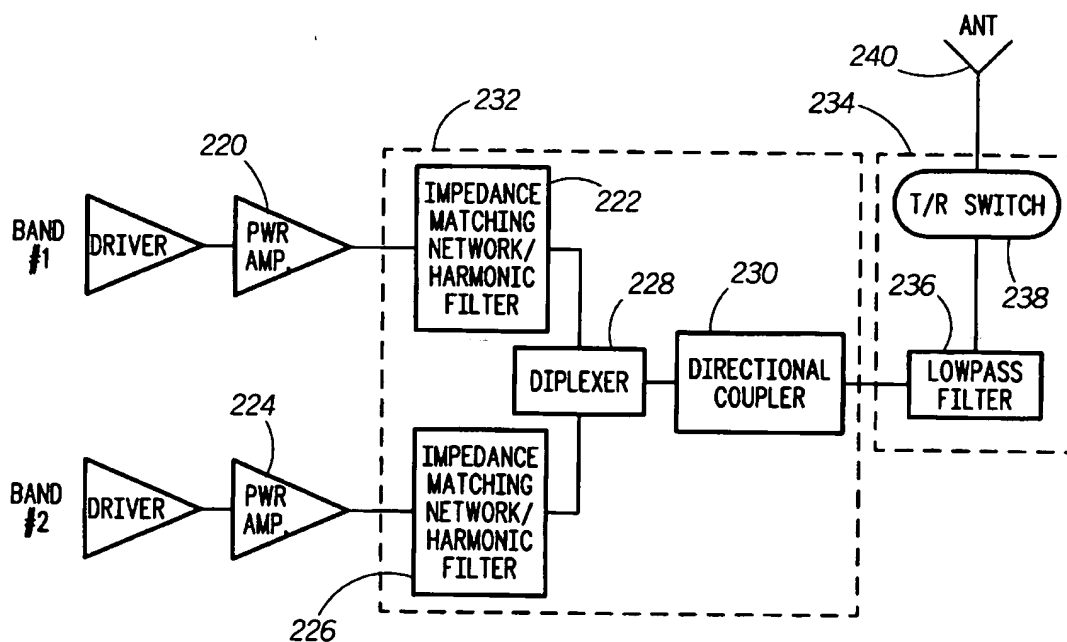 ANT
240
234
232
220
222
T/R SWITCH
BAND
#1
DRIVER
PWR
AMP.
IMPEDANCE
MATCHING
NETWORK/
HARMONIC
FILTER
228
230
236
238
DIPLEXER
DIRECTIONAL
COUPLER
LOWPASS
FILTER
224
BAND
#2
DRIVER
PWR
AMP.
IMPEDANCE
MATCHING
NETWORK/
HARMONIC
FILTER
226